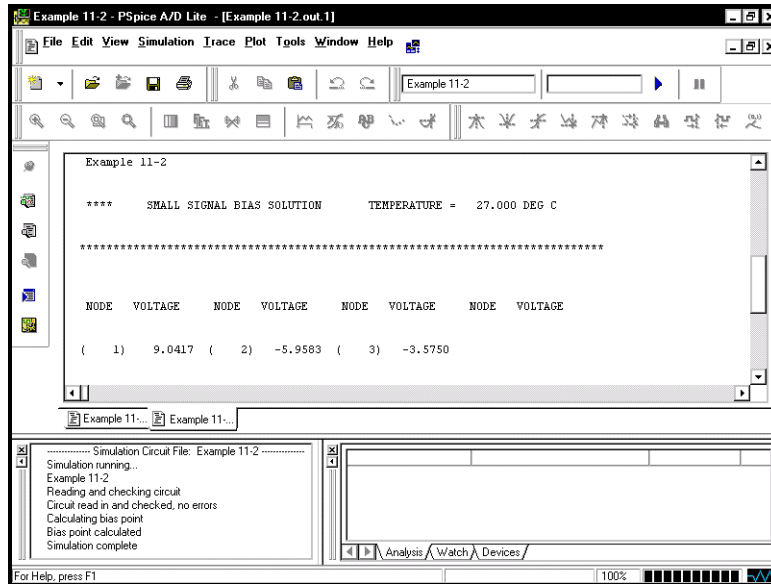 Example 11-2 - PSpice A/D Lite - [Example 11-2.out.1]
File Edit View Simulation Trace Plot Tools Window Help
Example 11-2
Example 11-2
**** SMALL SIGNAL BIAS SOLUTION TEMPERATURE = 27.000 DEG C
******************************************************************************
NODE VOLTAGE NODE VOLTAGE NODE VOLTAGE NODE VOLTAGE
( 1) 9.0417 ( 2) -5.9583 ( 3) -3.5750
Example 11-... Example 11-...
-------------- Simulation Circuit File: Example 11-2 --------------
Simulation running...
Example 11-2
Reading and checking circuit
Circuit read in and checked, no errors
Calculating bias point
Bias point calculated
Simulation complete
Analysis Watch Devices
For Help, press F1
100%